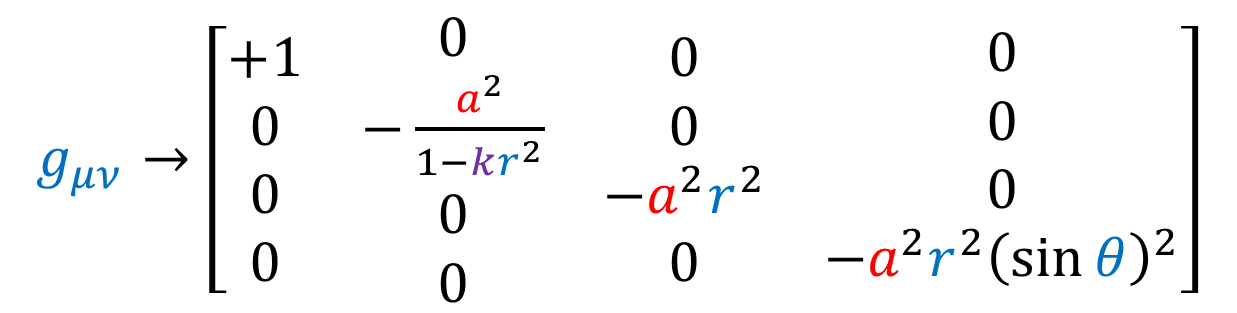 g_{μν} → [ +1 0 0 0
0 − a²/(1−kr²) 0 0
0 0 −a²r² 0
0 0 0 −a²r²(sin θ)² ]